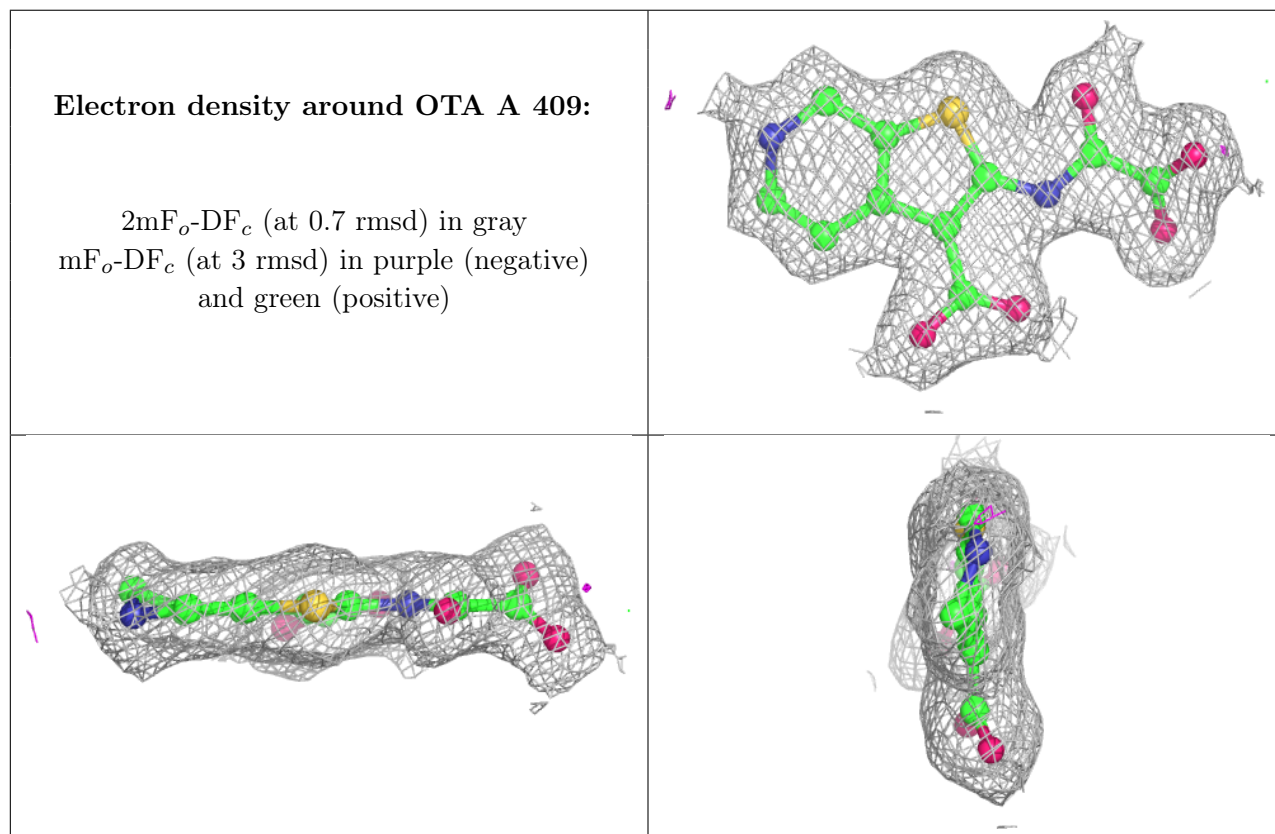 Electron density around OTA A 409:
2mFo-DFc (at 0.7 rmsd) in gray
mFo-DFc (at 3 rmsd) in purple (negative)
and green (positive)